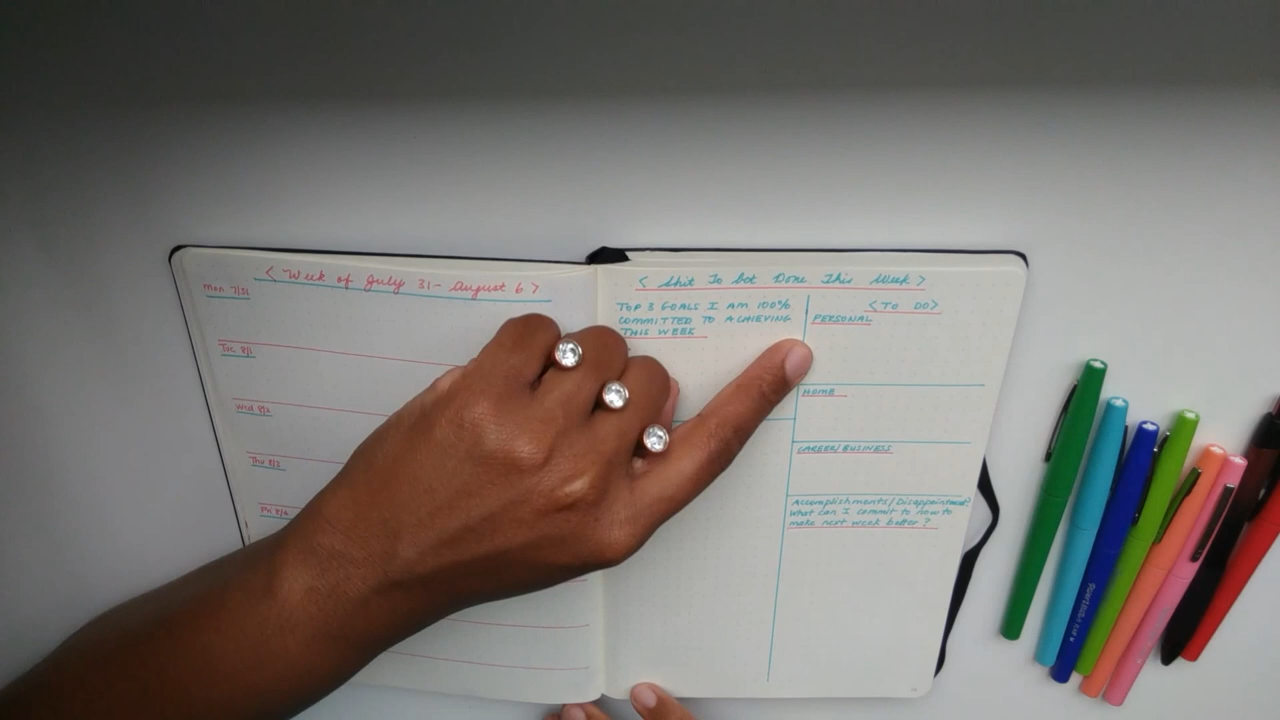 < Week of July 31- August 6 >
Mon 7/31
Tue 8/1
Wed 8/2
Thu 8/3
Fri 8/4
< Shit To Get Done This Week >
TOP 3 GOALS I AM 100%
COMMITTED TO ACHIEVING
THIS WEEK
<TO DO>
PERSONAL
HOME
CAREER/BUSINESS
Accomplishments/Disappointment?
What can I commit to now to
make next week better?